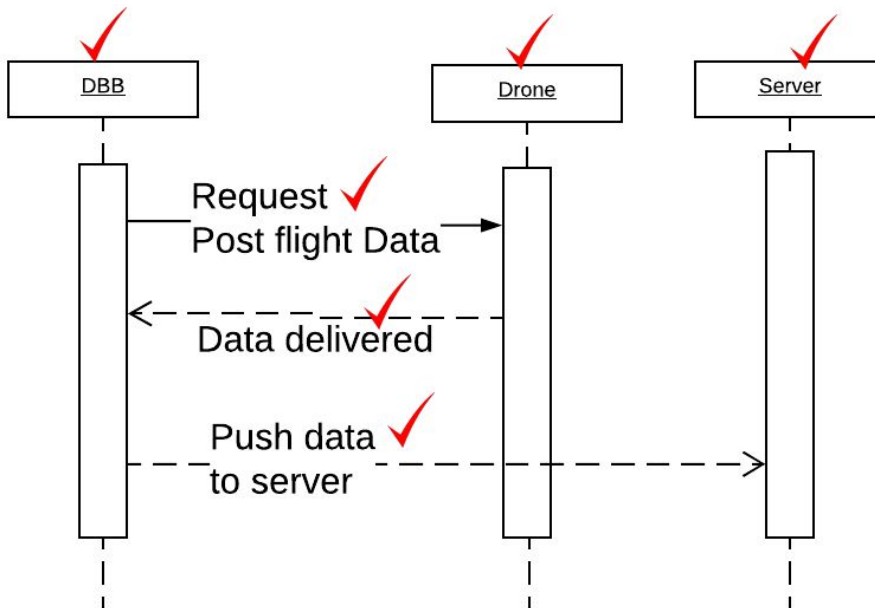 DBB
Drone
Server
Request
Post flight Data
Data delivered
Push data
to server